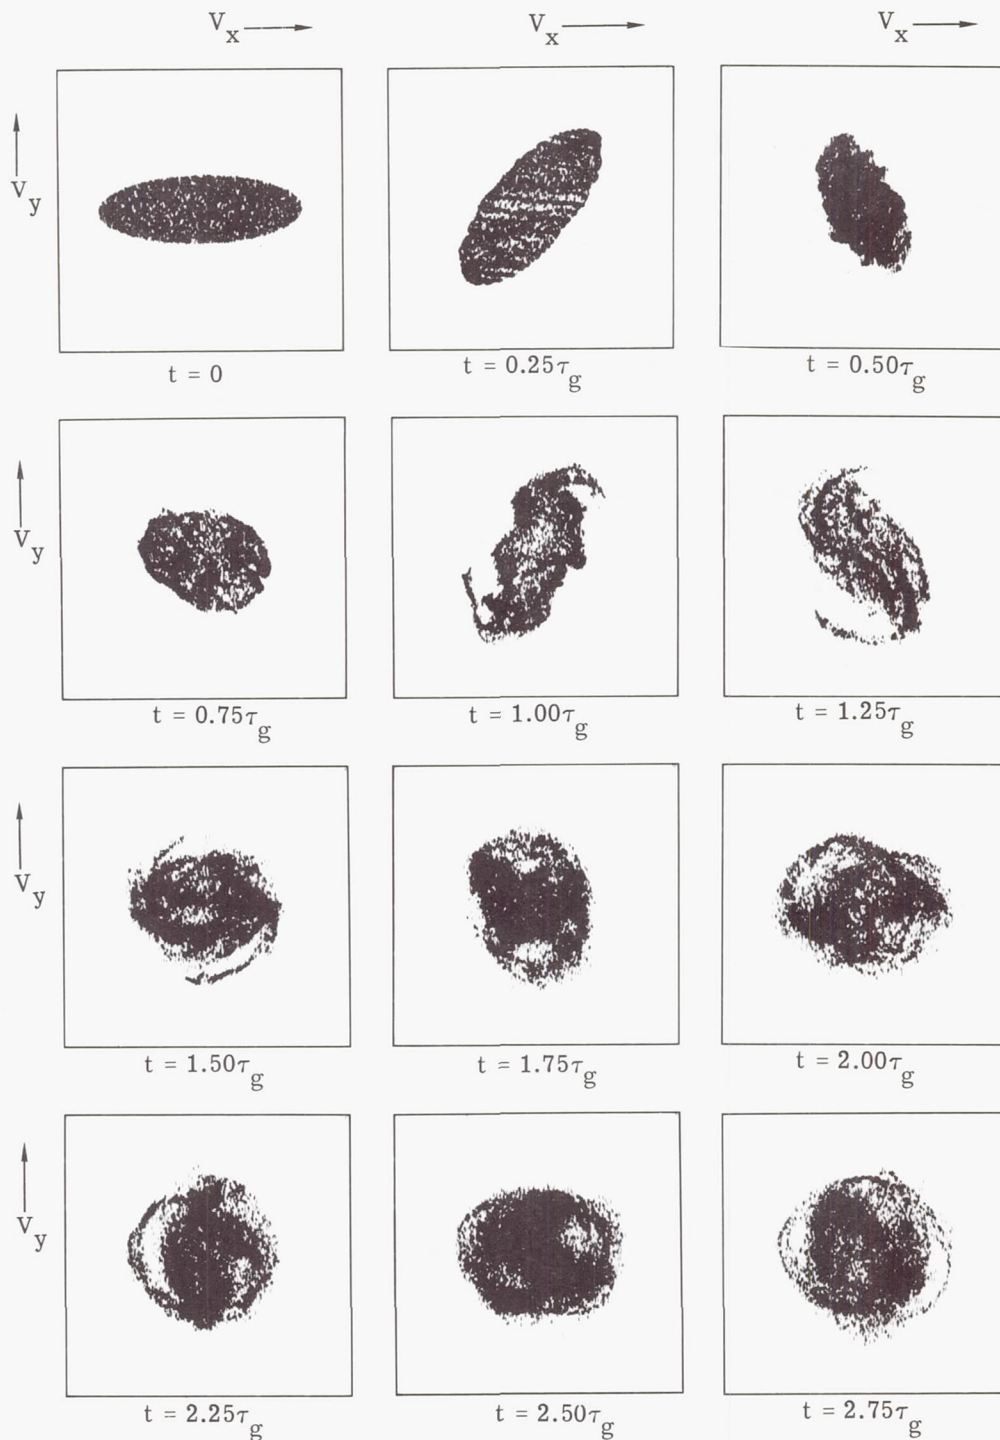 Vx Vx Vx
Vy
t = 0 t = 0.25τg t = 0.50τg
Vy
t = 0.75τg t = 1.00τg t = 1.25τg
Vy
t = 1.50τg t = 1.75τg t = 2.00τg
Vy
t = 2.25τg t = 2.50τg t = 2.75τg